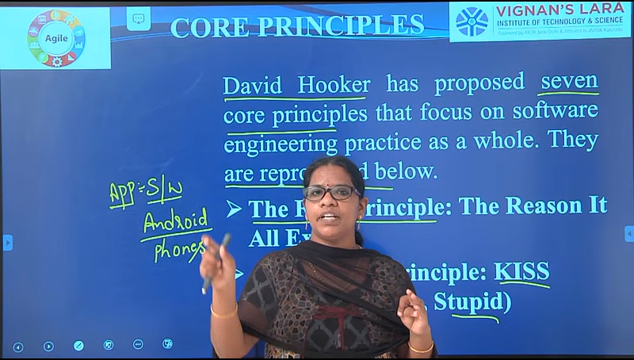 Agile
CORE PRINCIPLES
VIGNAN'S LARA
INSTITUTE OF TECHNOLOGY & SCIENCE
David Hooker has proposed seven
core principles that focus on software
engineering practice as a whole. They
are below.
APP = S/W
Android
phones
The Principle: The Reason It
All
KISS
Stupid)